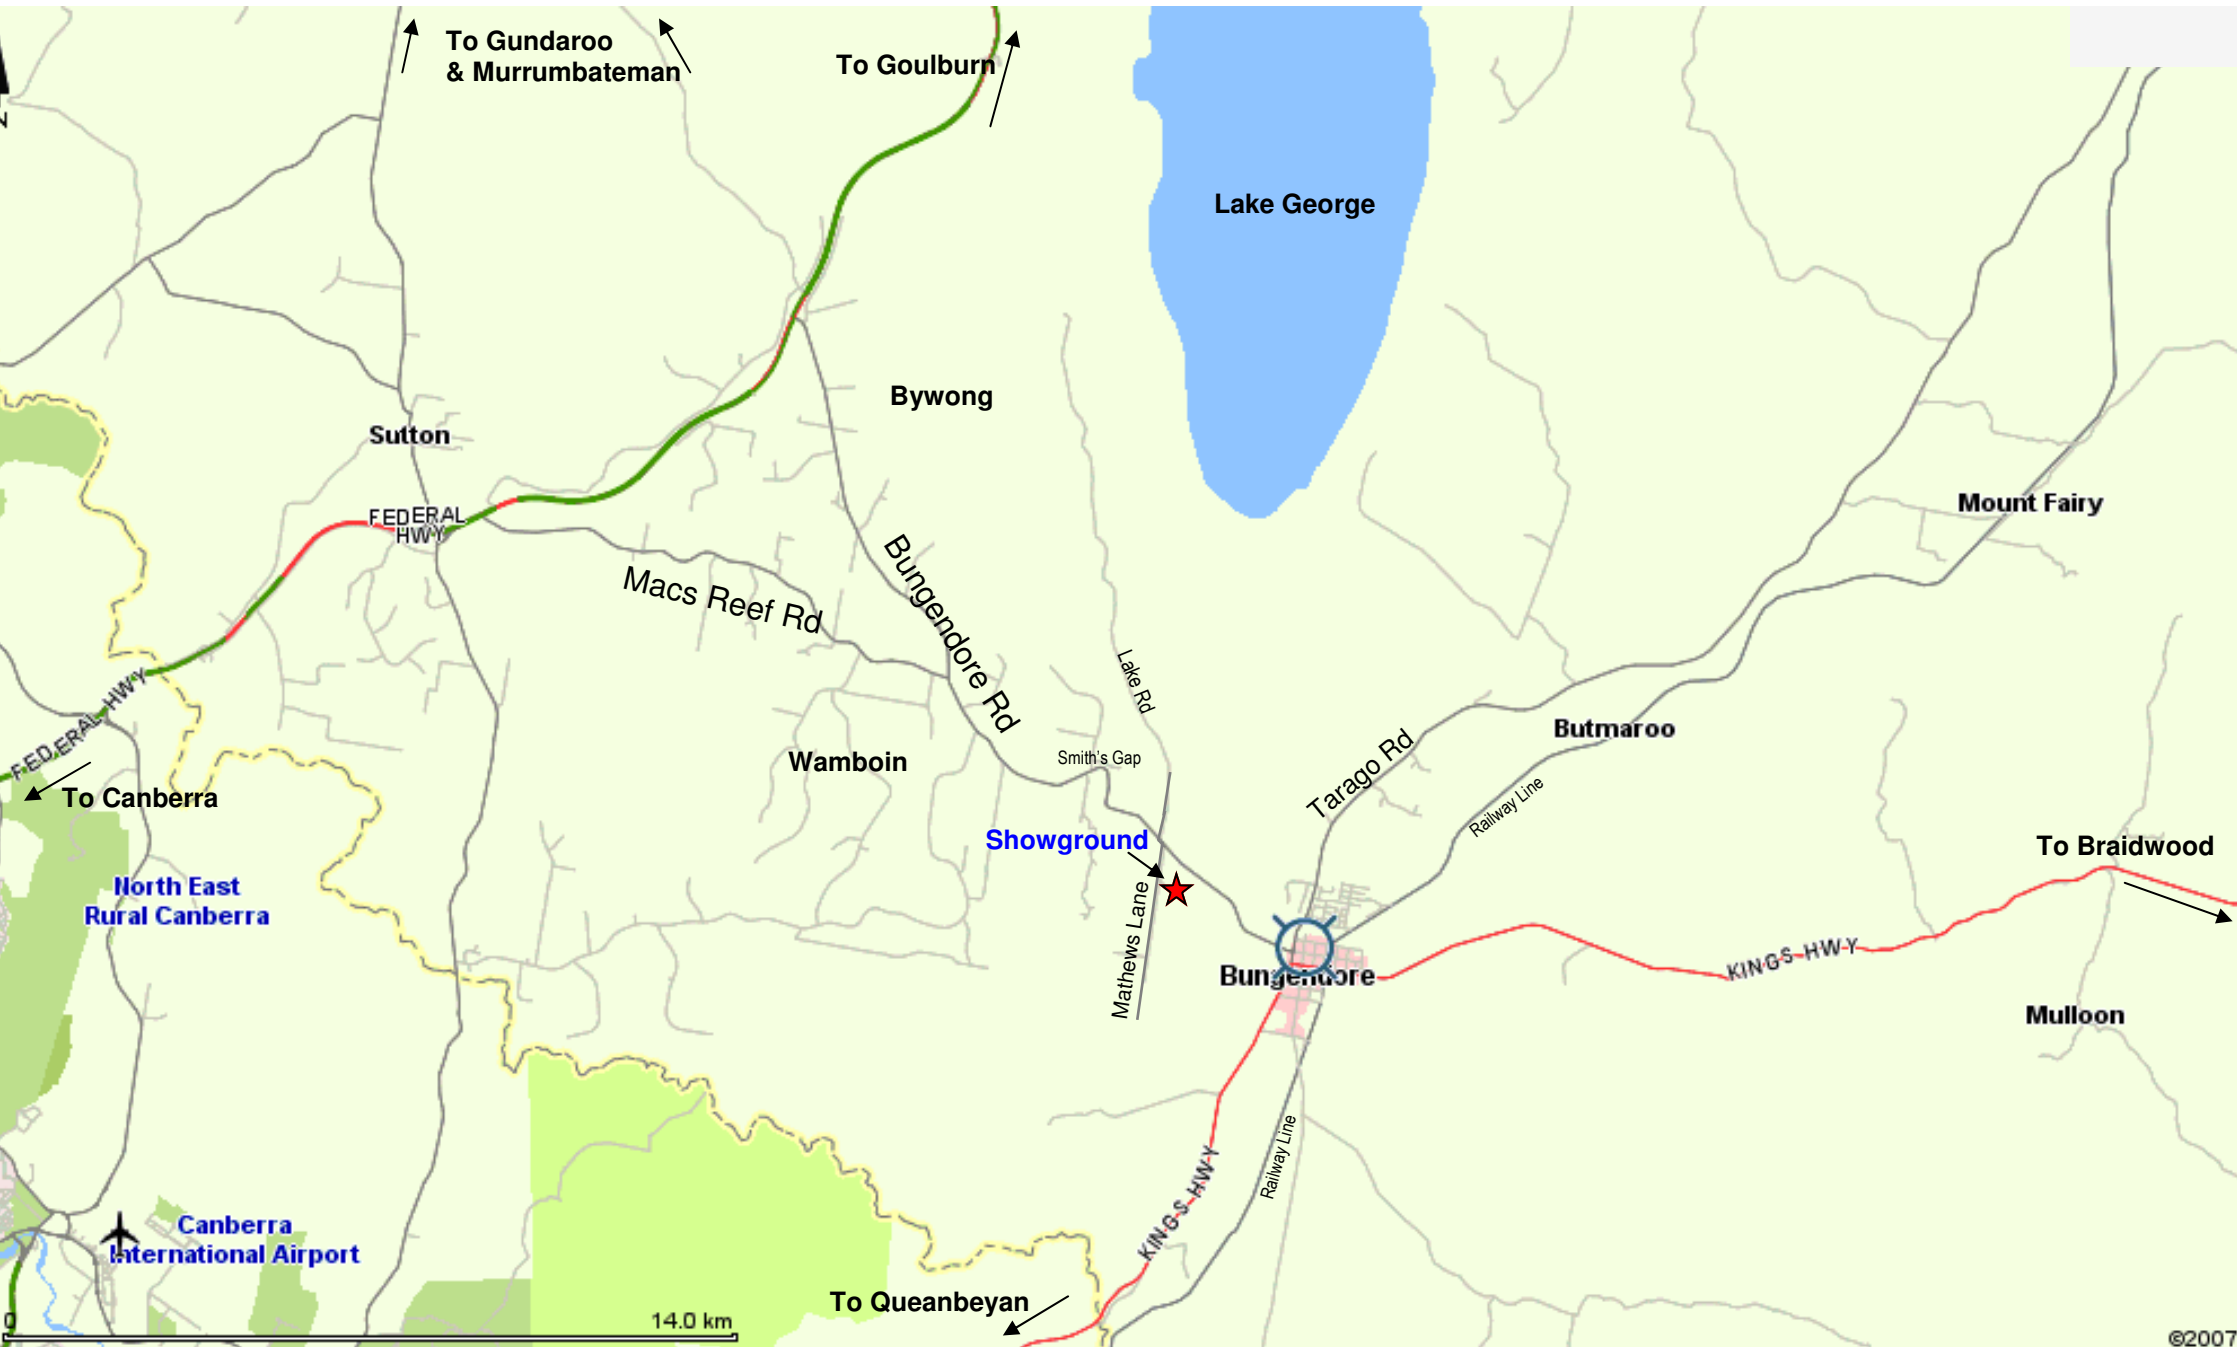 To Gundaroo
& Murrumbateman
To Goulburn
N
Lake George
Bywong
Sutton
FEDERAL
HWY
Mount Fairy
Macs Reef Rd
Bungendore Rd
Lake Rd
FEDERAL HWY
To Canberra
Wamboin
Smith's Gap
Tarago Rd
Butmaroo
Railway Line
Showground
To Braidwood
North East
Rural Canberra
Mathews Lane
Bungendore
KINGS HWY
Mulloon
Railway Line
KINGS HWY
Canberra
International Airport
To Queanbeyan
0
14.0 km
©2007